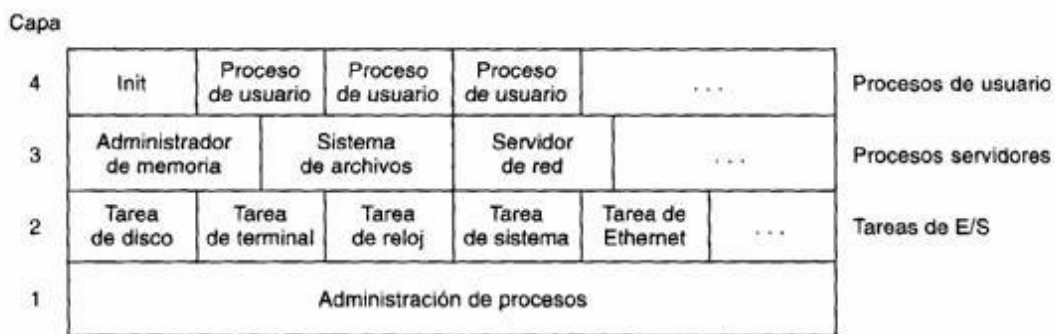 Capa
4 Init Proceso de usuario Proceso de usuario Proceso de usuario . . . Procesos de usuario
3 Administrador de memoria Sistema de archivos Servidor de red . . . Procesos servidores
2 Tarea de disco Tarea de terminal Tarea de reloj Tarea de sistema Tarea de Ethernet . . . Tareas de E/S
1 Administración de procesos